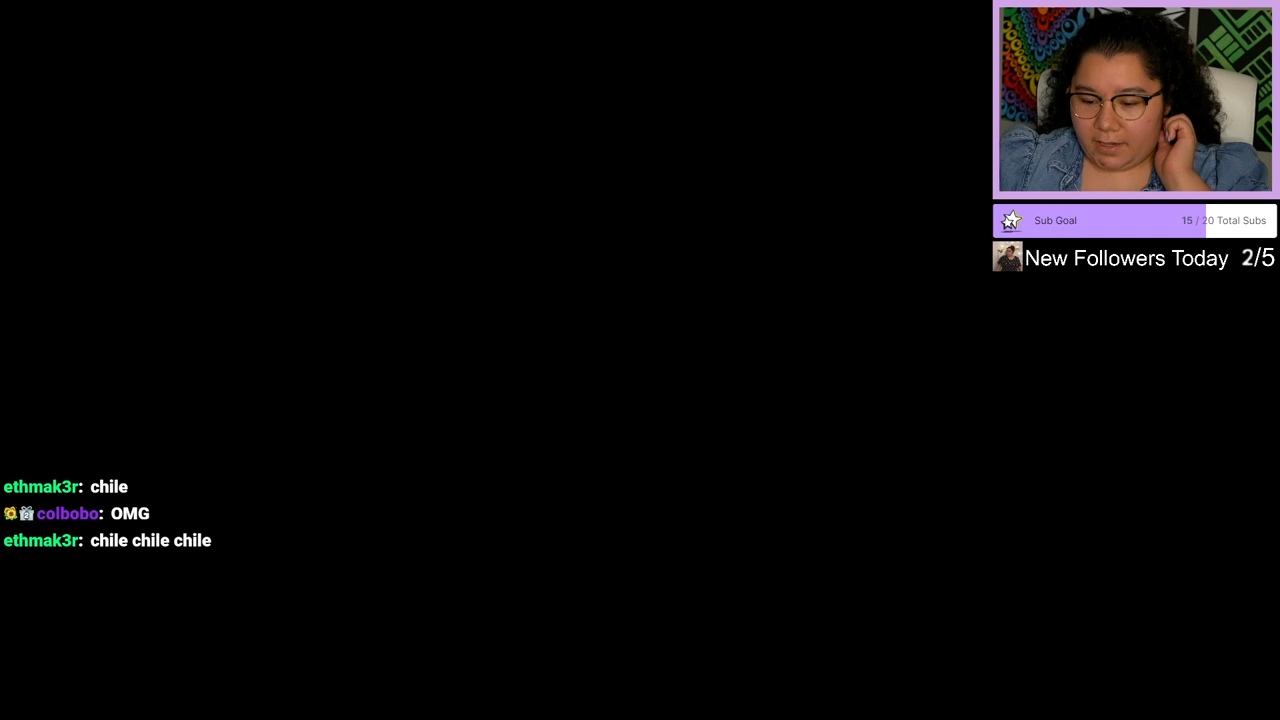 Sub Goal 15 / 20 Total Subs
New Followers Today 2/5
ethmak3r: chile
colbobo: OMG
ethmak3r: chile chile chile